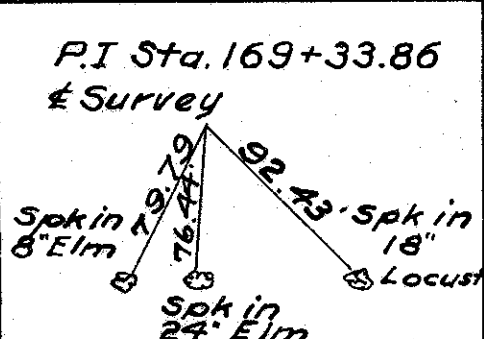 P.I Sta. 169+33.86
℄ Survey
79.79
76.44
92.43'
Spk in
8" Elm
Spk in
18"
Locust
Spk in
24" Elm